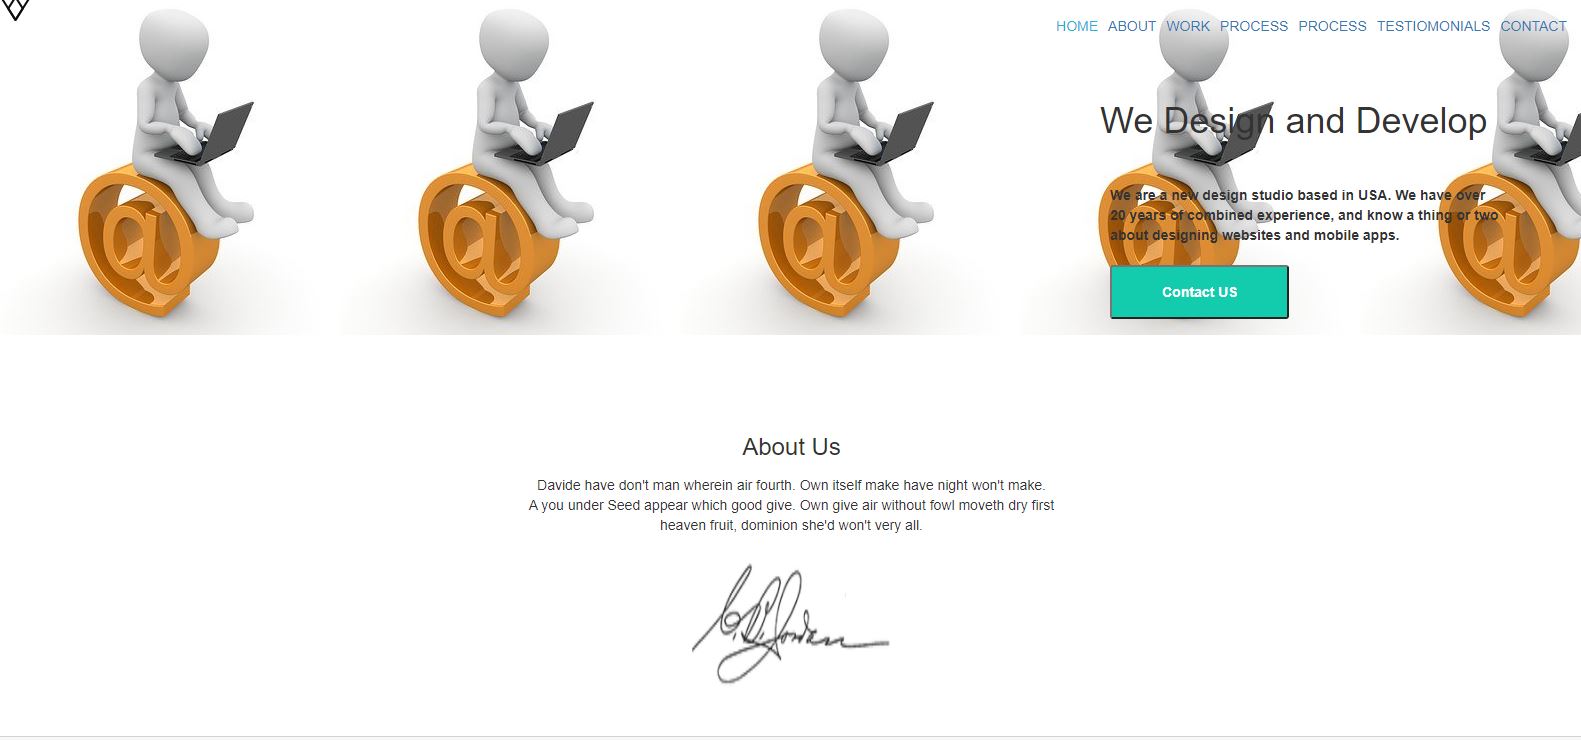 HOME ABOUT WORK PROCESS PROCESS TESTIOMONIALS CONTACT
We Design and Develop
We are a new design studio based in USA. We have over
20 years of combined experience, and know a thing or two
about designing websites and mobile apps.
Contact US
About Us
Davide have don't man wherein air fourth. Own itself make have night won't make.
A you under Seed appear which good give. Own give air without fowl moveth dry first
heaven fruit, dominion she'd won't very all.